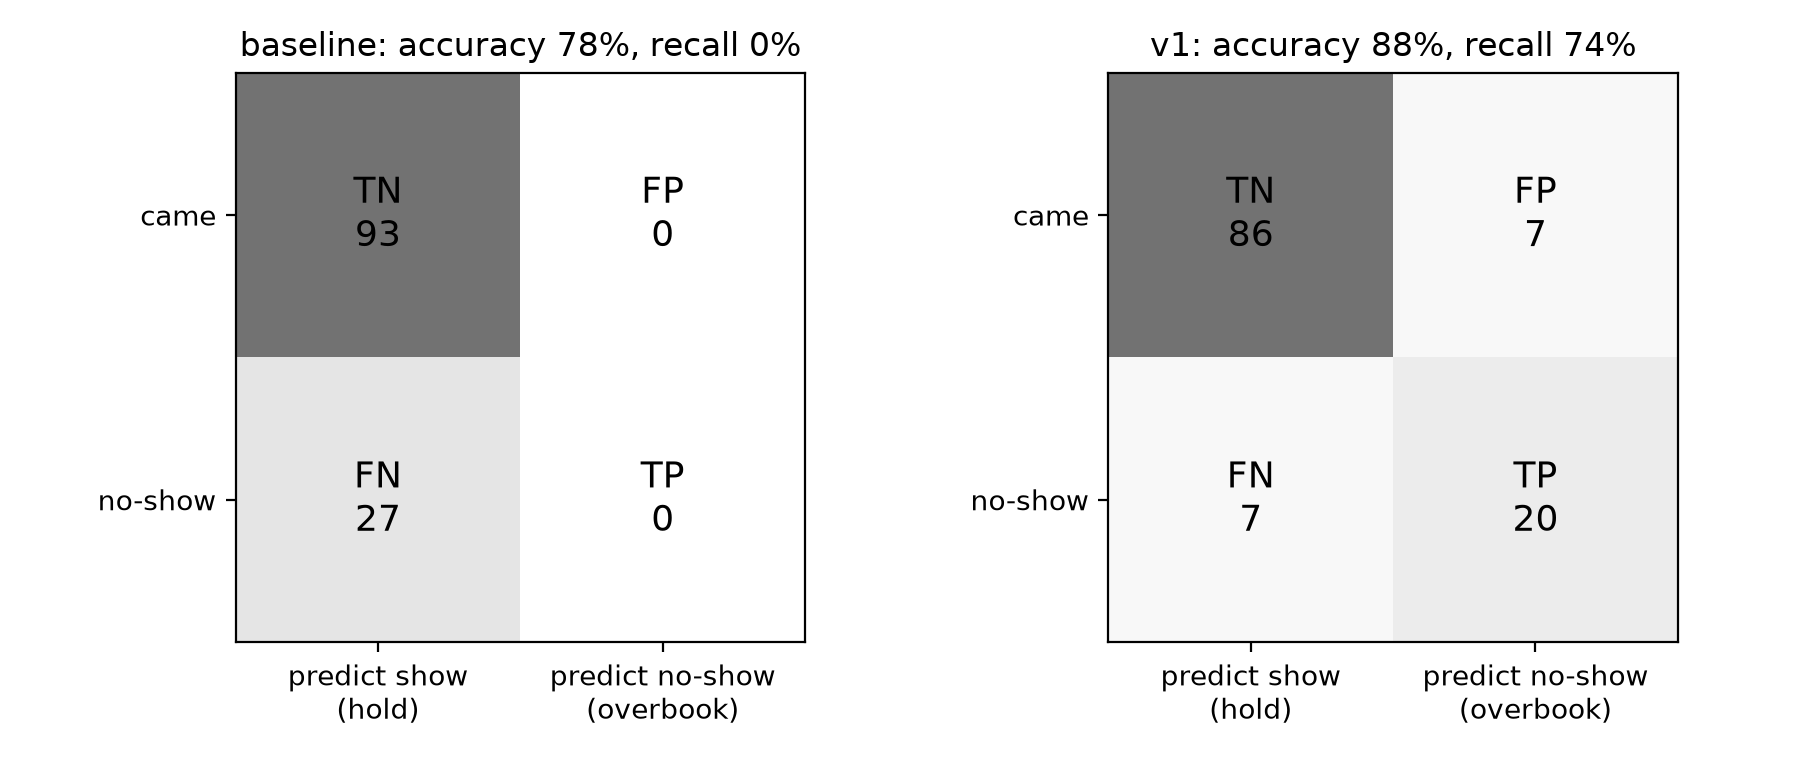 baseline: accuracy 78%, recall 0%
came
no-show
TN
93
FP
0
FN
27
TP
0
predict show
(hold)
predict no-show
(overbook)
v1: accuracy 88%, recall 74%
came
no-show
TN
86
FP
7
FN
7
TP
20
predict show
(hold)
predict no-show
(overbook)